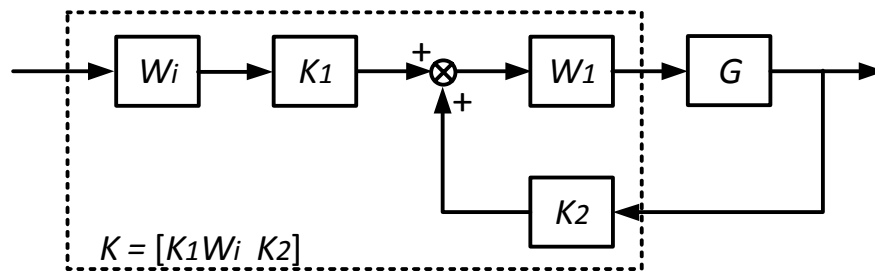 Wi K1 + W1 G
+
K2
K = [K1Wi K2]